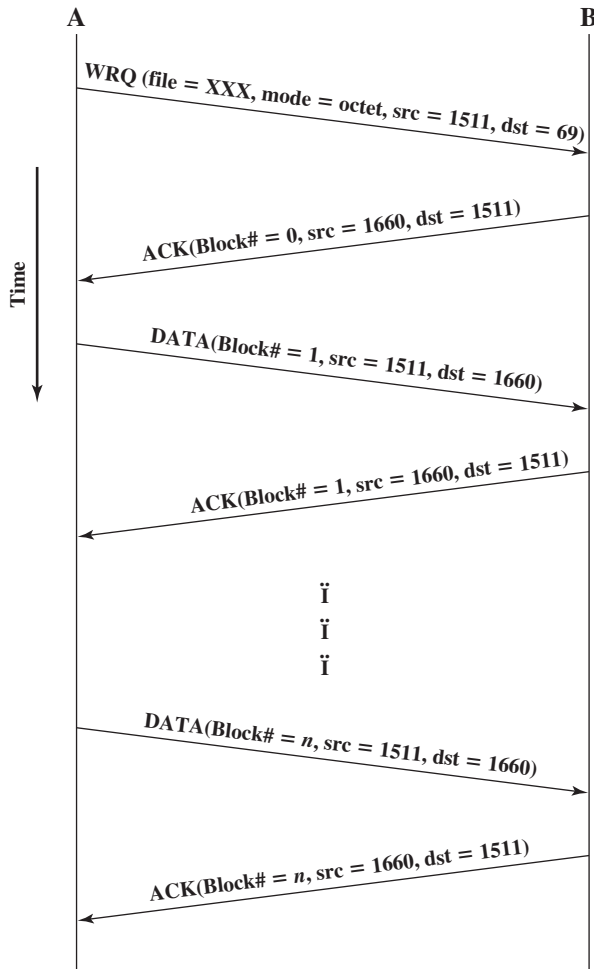 A
B
WRQ (file = XXX, mode = octet, src = 1511, dst = 69)
ACK(Block# = 0, src = 1660, dst = 1511)
Time
DATA(Block# = 1, src = 1511, dst = 1660)
ACK(Block# = 1, src = 1660, dst = 1511)
Ï
Ï
Ï
DATA(Block# = n, src = 1511, dst = 1660)
ACK(Block# = n, src = 1660, dst = 1511)